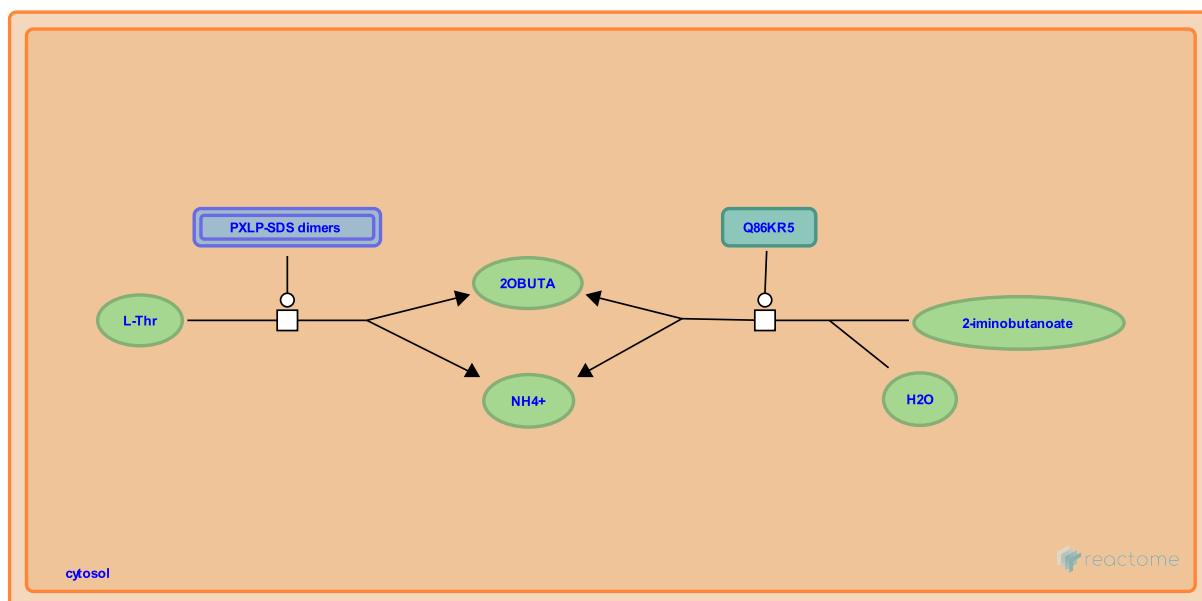 PXLP-SDS dimers
Q86KR5
2OBUTA
L-Thr
2-iminobutanoate
NH4+
H2O
cytosol
reactome